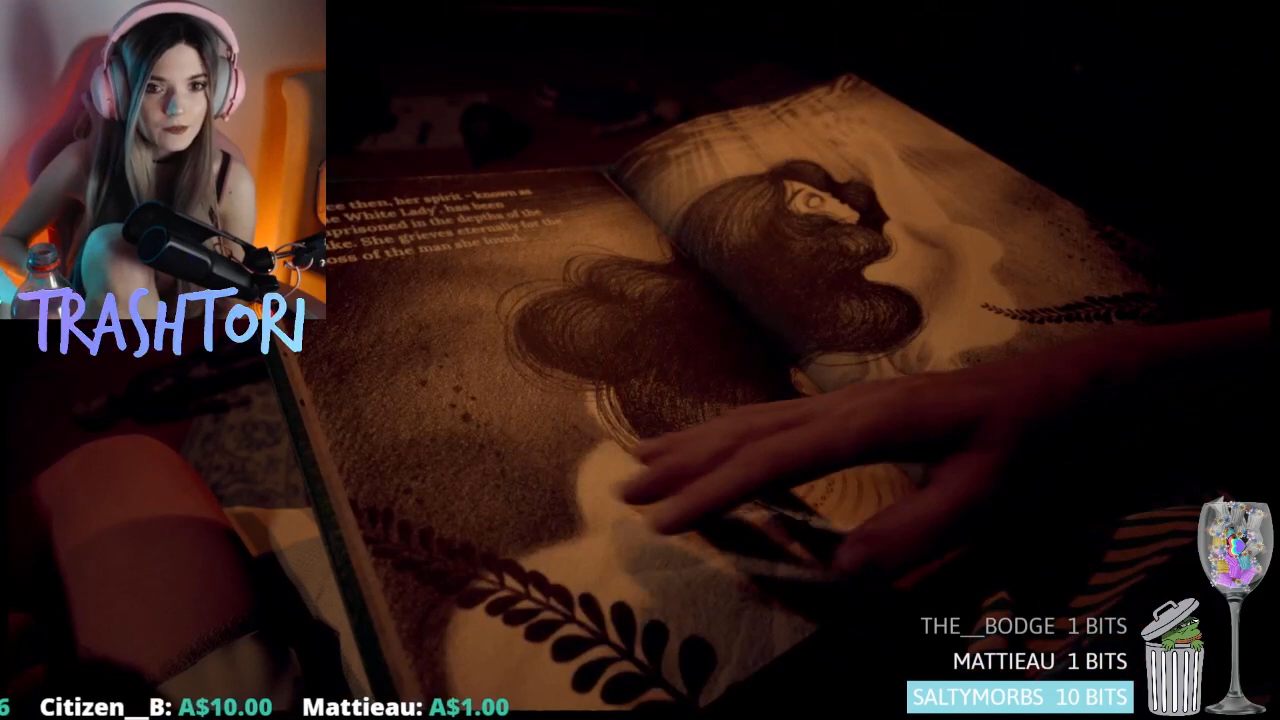 ce then, her spirit - known as
e White Lady', has been
prisoned in the depths of the
ke. She grieves eternally for the
oss of the man she loved.
TRASHTORI
THE__BODGE 1 BITS
MATTIEAU 1 BITS
SALTYMORBS 10 BITS
6 Citizen__B: A$10.00 Mattieau: A$1.00